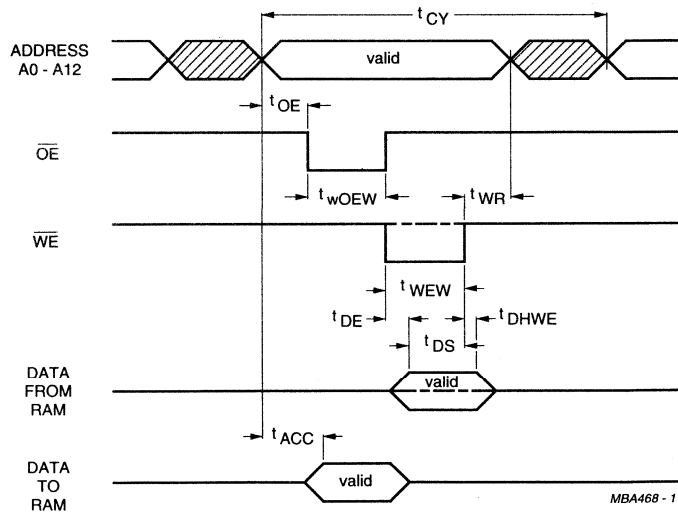 t CY
ADDRESS
A0 - A12
valid
t OE
OE
t wOEW
t WR
WE
t WEW
t DE
t DHWE
t DS
DATA
FROM
RAM
valid
t ACC
DATA
TO
RAM
valid
MBA468 - 1